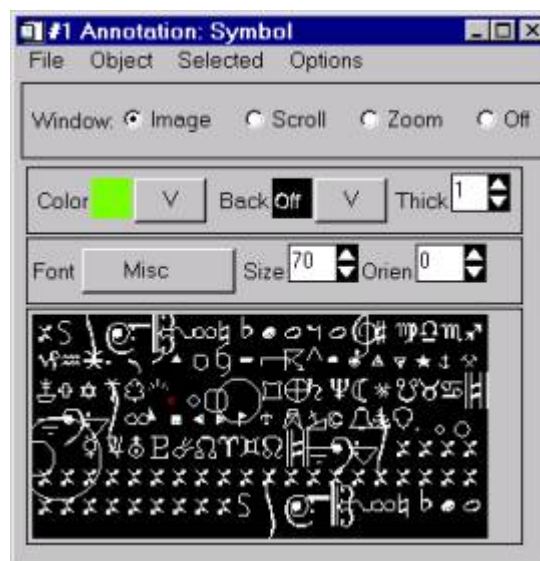 #1 Annotation: Symbol
File Object Selected Options
Window: Image Scroll Zoom Off
Color V Back Off V Thick 1
Font Misc Size 70 Orien 0